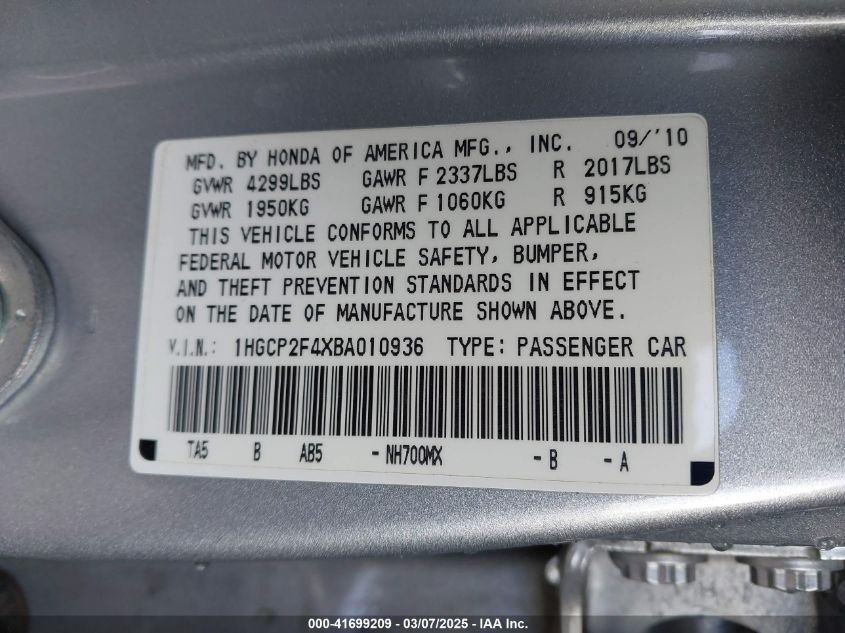 MFD. BY HONDA OF AMERICA MFG., INC. 09/'10
GVWR 4299LBS GAWR F 2337LBS R 2017LBS
GVWR 1950KG GAWR F 1060KG R 915KG
THIS VEHICLE CONFORMS TO ALL APPLICABLE
FEDERAL MOTOR VEHICLE SAFETY, BUMPER,
AND THEFT PREVENTION STANDARDS IN EFFECT
ON THE DATE OF MANUFACTURE SHOWN ABOVE.
V.I.N.: 1HGCP2F4XBA010936 TYPE: PASSENGER CAR
TA5 B AB5 - NH700MX - B - A
000-41699209 | 03/07/2025 | IAA Inc.